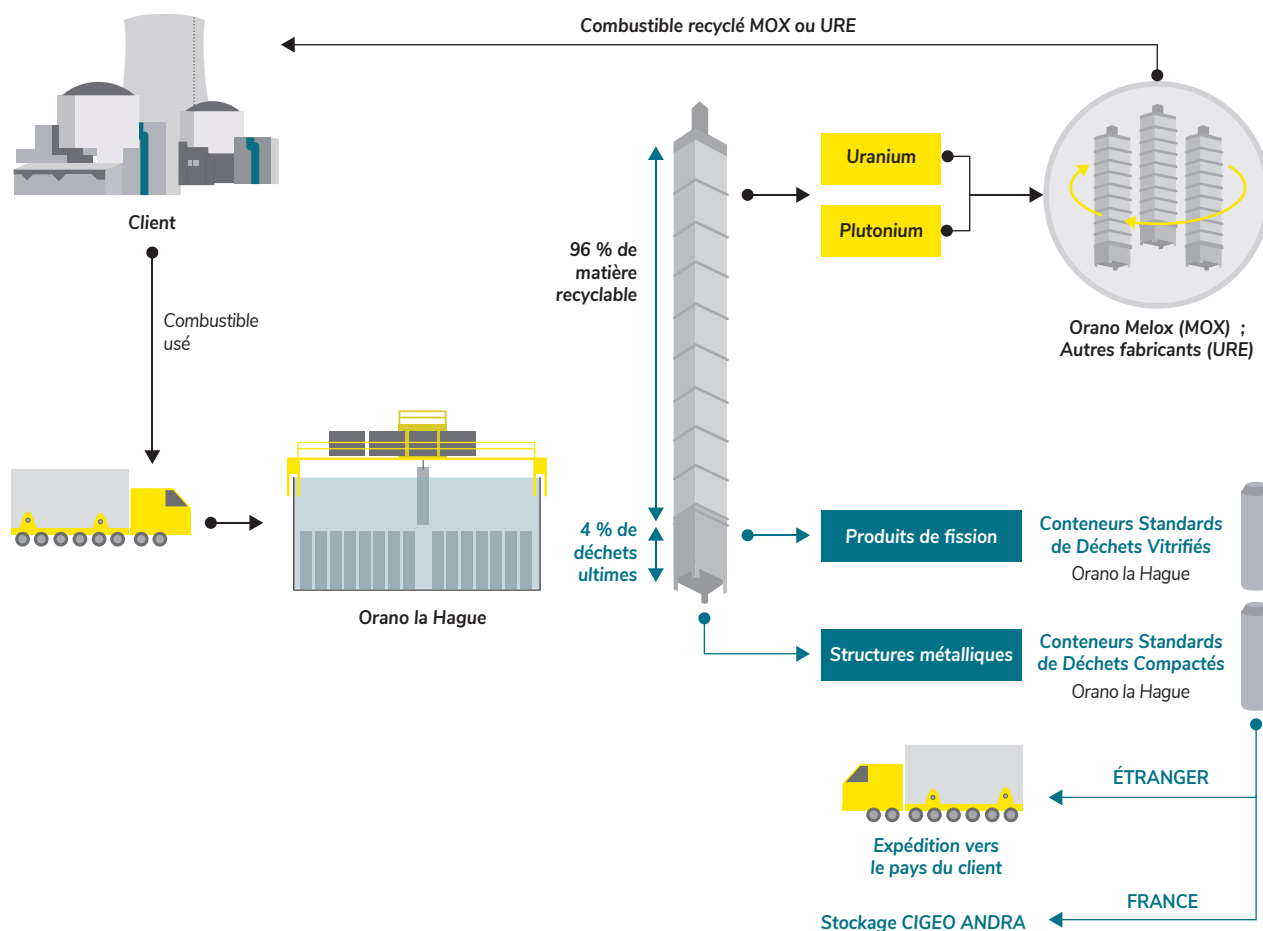 Combustible recyclé MOX ou URE
Client
Combustible
usé
Orano la Hague
96 % de
matière
recyclable
4 % de
déchets
ultimes
Uranium
Plutonium
Orano Melox (MOX) ;
Autres fabricants (URE)
Produits de fission
Conteneurs Standards
de Déchets Vitrifiés
Orano la Hague
Structures métalliques
Conteneurs Standards
de Déchets Compactés
Orano la Hague
ÉTRANGER
Expédition vers
le pays du client
FRANCE
Stockage CIGEO ANDRA